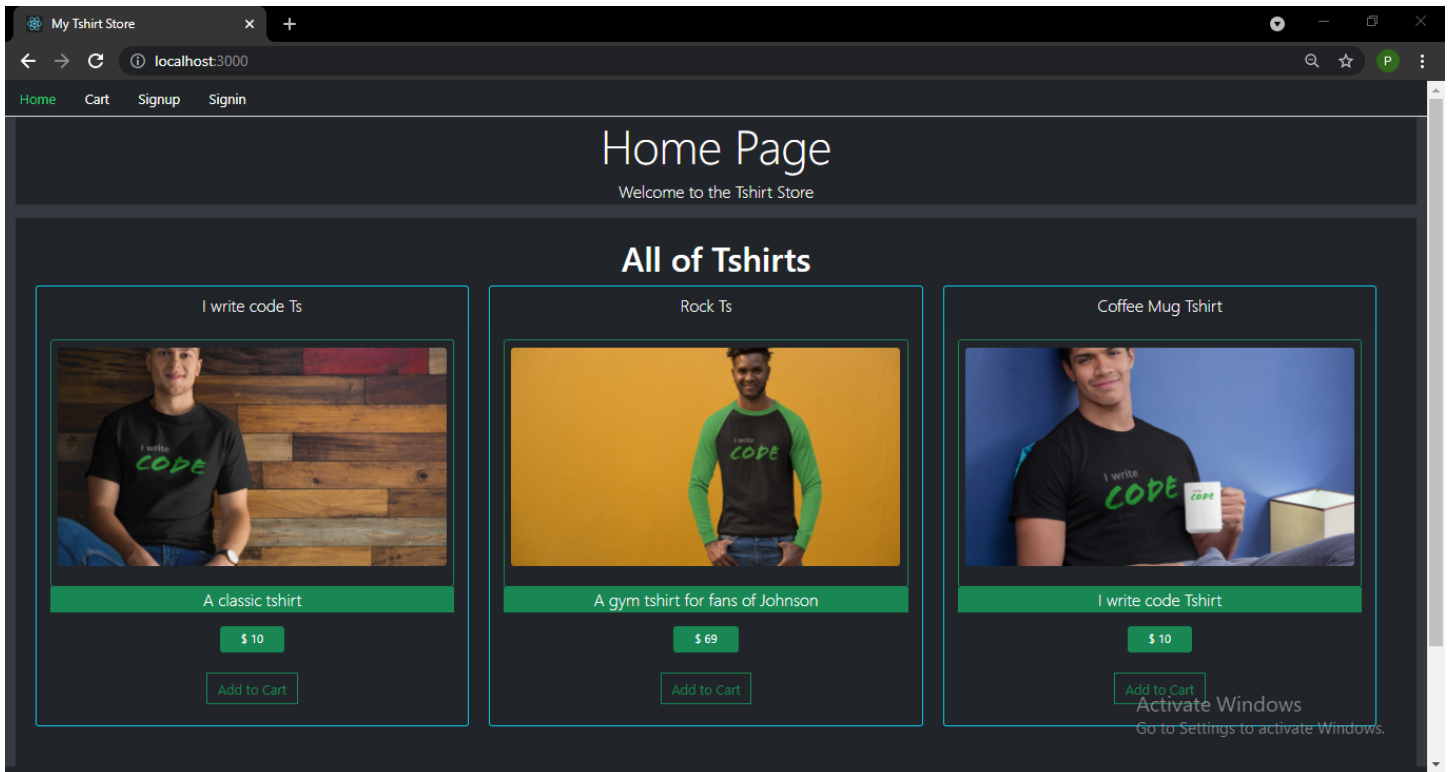 My Tshirt Store
localhost:3000
P
Home Cart Signup Signin
Home Page
Welcome to the Tshirt Store
All of Tshirts
I write code Ts
I write
CODE
A classic tshirt
$ 10
Add to Cart
Rock Ts
I write
CODE
A gym tshirt for fans of Johnson
$ 69
Add to Cart
Coffee Mug Tshirt
I write
CODE
I write
CODE
I write code Tshirt
$ 10
Add to Cart
Activate Windows
Go to Settings to activate Windows.